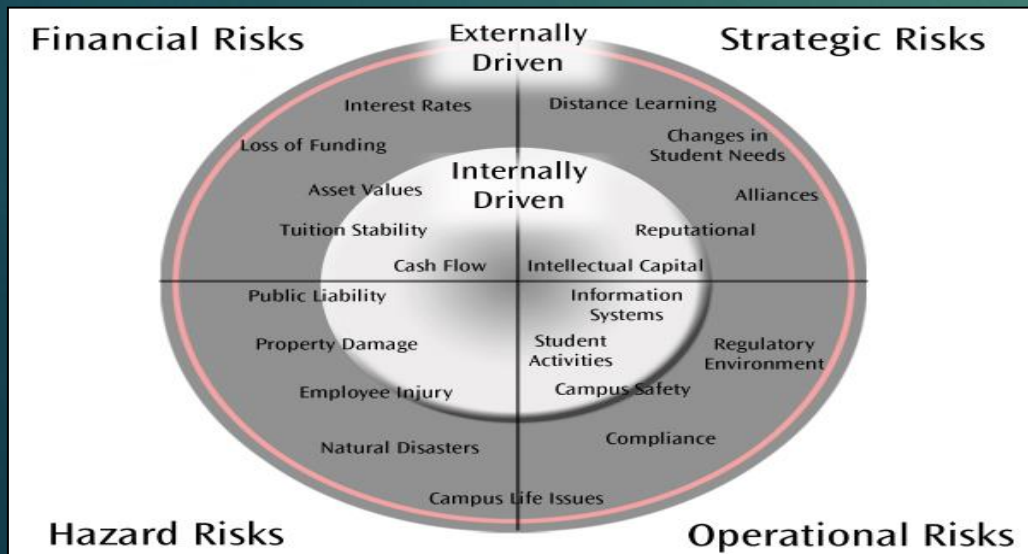 Financial Risks
Externally
Driven
Strategic Risks
Interest Rates
Distance Learning
Loss of Funding
Changes in
Student Needs
Asset Values
Internally
Driven
Alliances
Tuition Stability
Reputational
Cash Flow
Intellectual Capital
Public Liability
Information
Systems
Property Damage
Student
Activities
Regulatory
Environment
Employee Injury
Campus Safety
Natural Disasters
Compliance
Campus Life Issues
Hazard Risks
Operational Risks